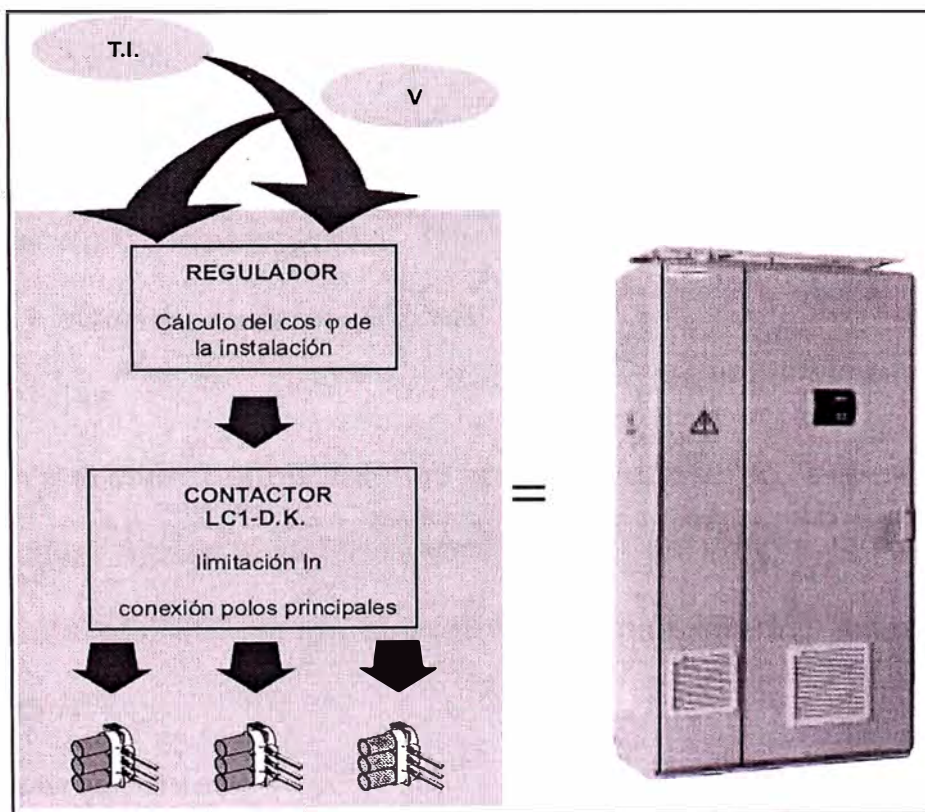 T.I.
V
REGULADOR
Cálculo del cos φ de
la instalación
CONTACTOR
LC1-D.K.
limitación In
conexión polos principales
=